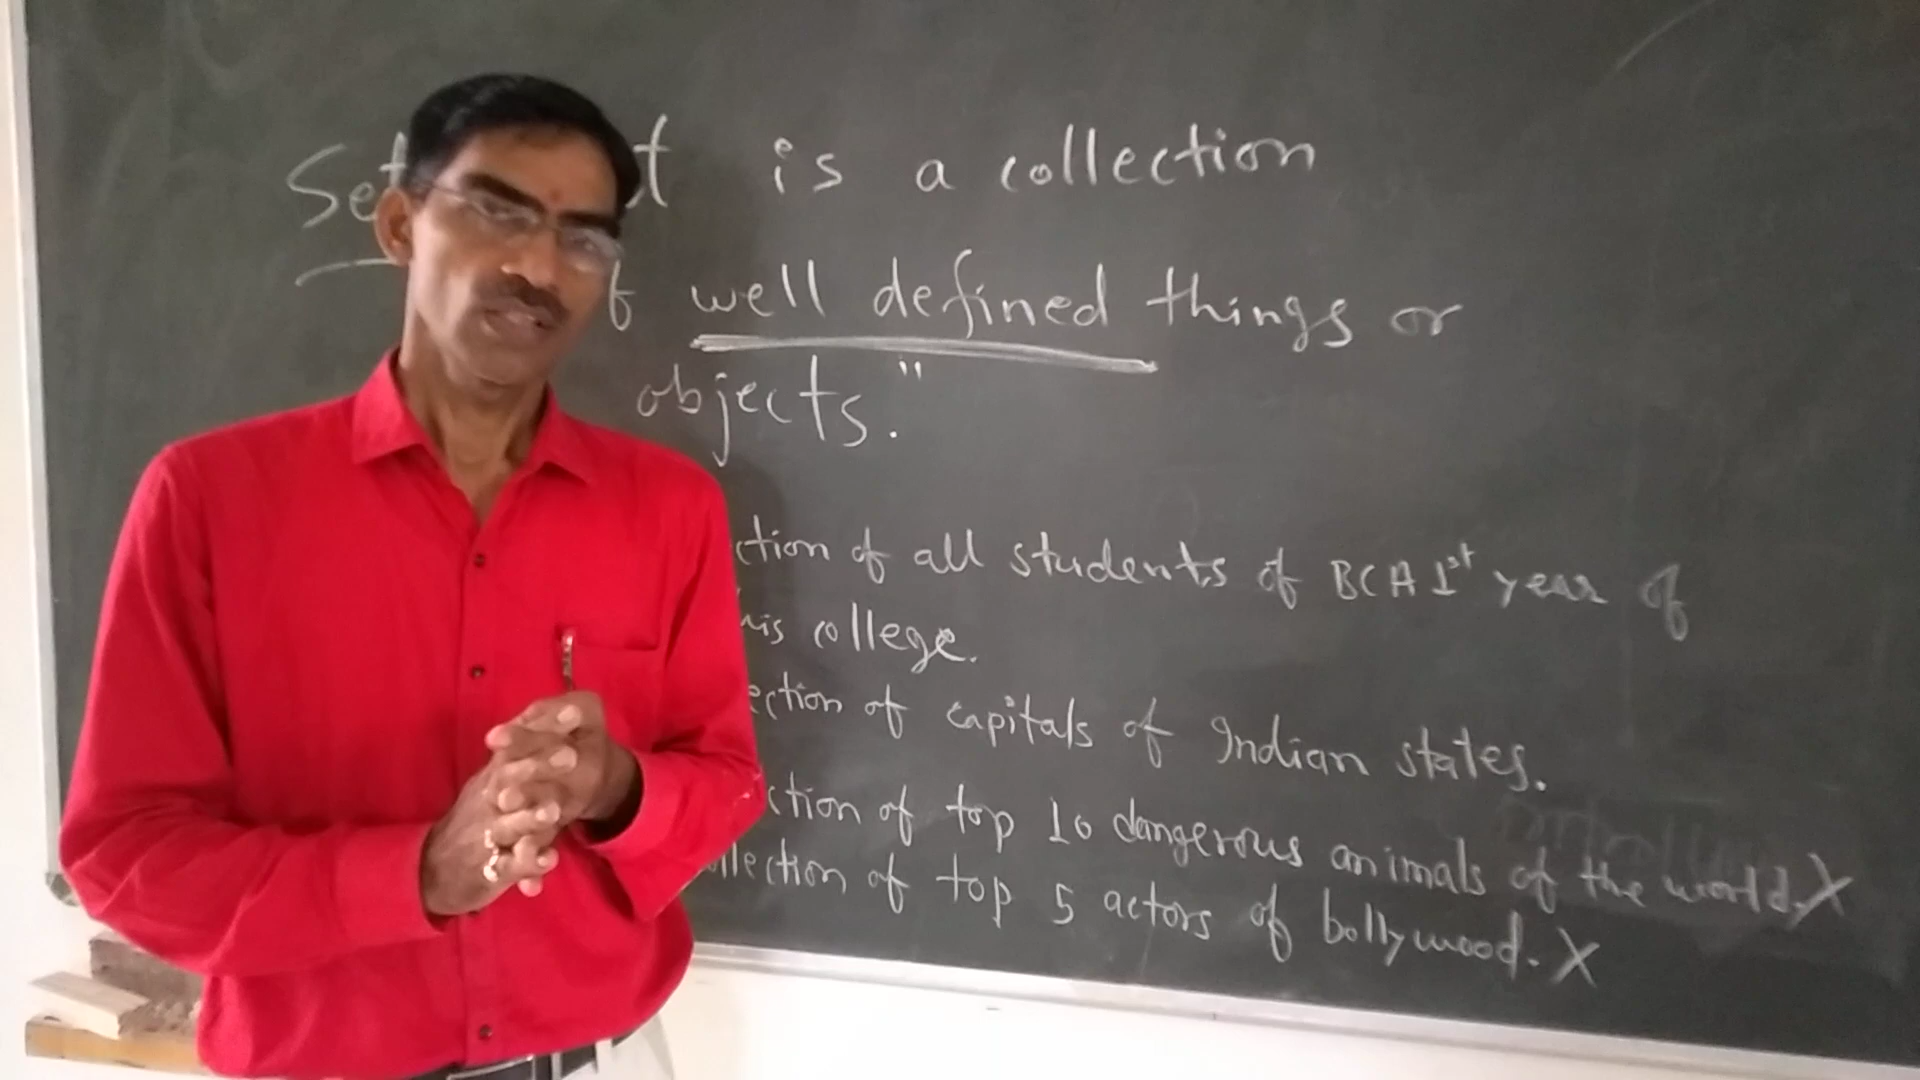 Set is a collection
well defined things or
objects."
ction of all students of BCA 1st year of
his college.
ection of capitals of Indian states.
ction of top 10 dangerous animals of the world. X
ollection of top 5 actors of bollywood. X